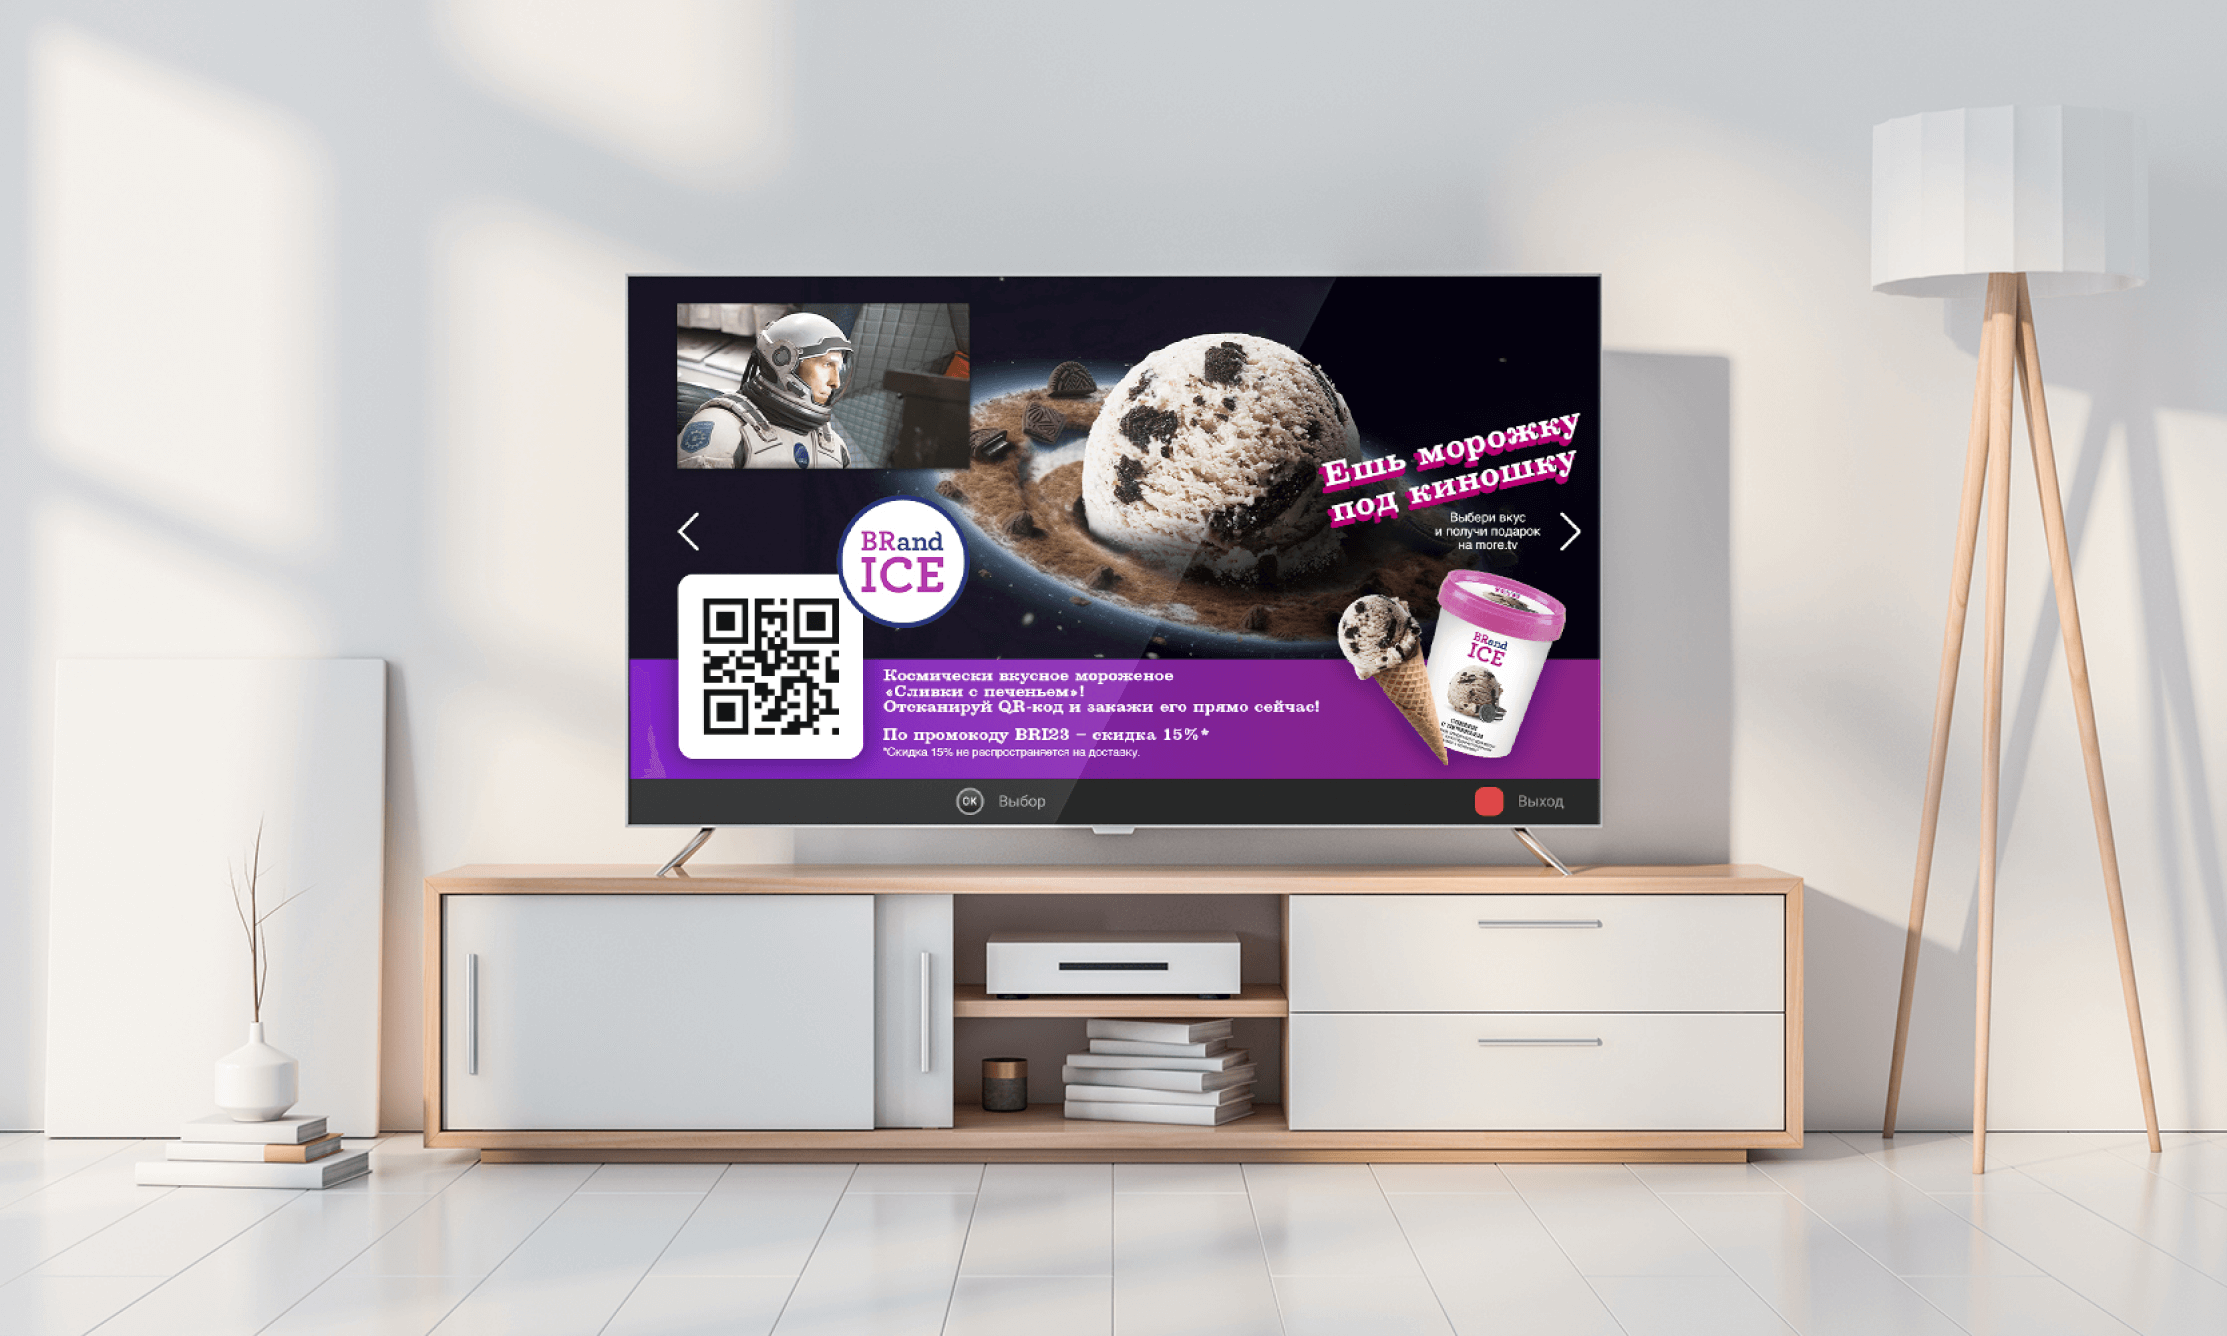 Ешь морожку
под киношку
Выбери вкус
и получи подарок
на more.tv
BRand
ICE
BRand
ICE
Космически вкусное мороженое
«Сливки с печеньем»!
Отсканируй QR-код и закажи его прямо сейчас!
По промокоду BRI23 – скидка 15%*
*Скидка 15% не распространяется на доставку.
OK Выбор
Выход